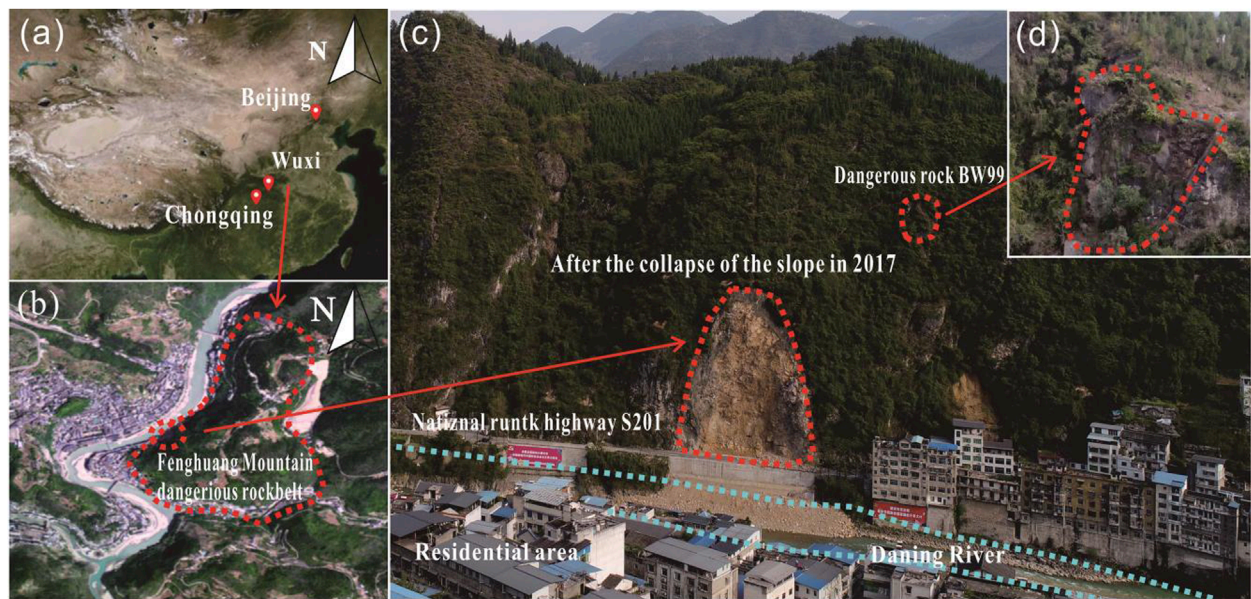 (a)
N
Beijing
Wuxi
Chongqing
(b)
N
Fenghuang Mountain
dangerious rockbelt
(c)
Dangerous rock BW99
After the collapse of the slope in 2017
Natiznal runtk highway S201
Residential area
Daning River
(d)